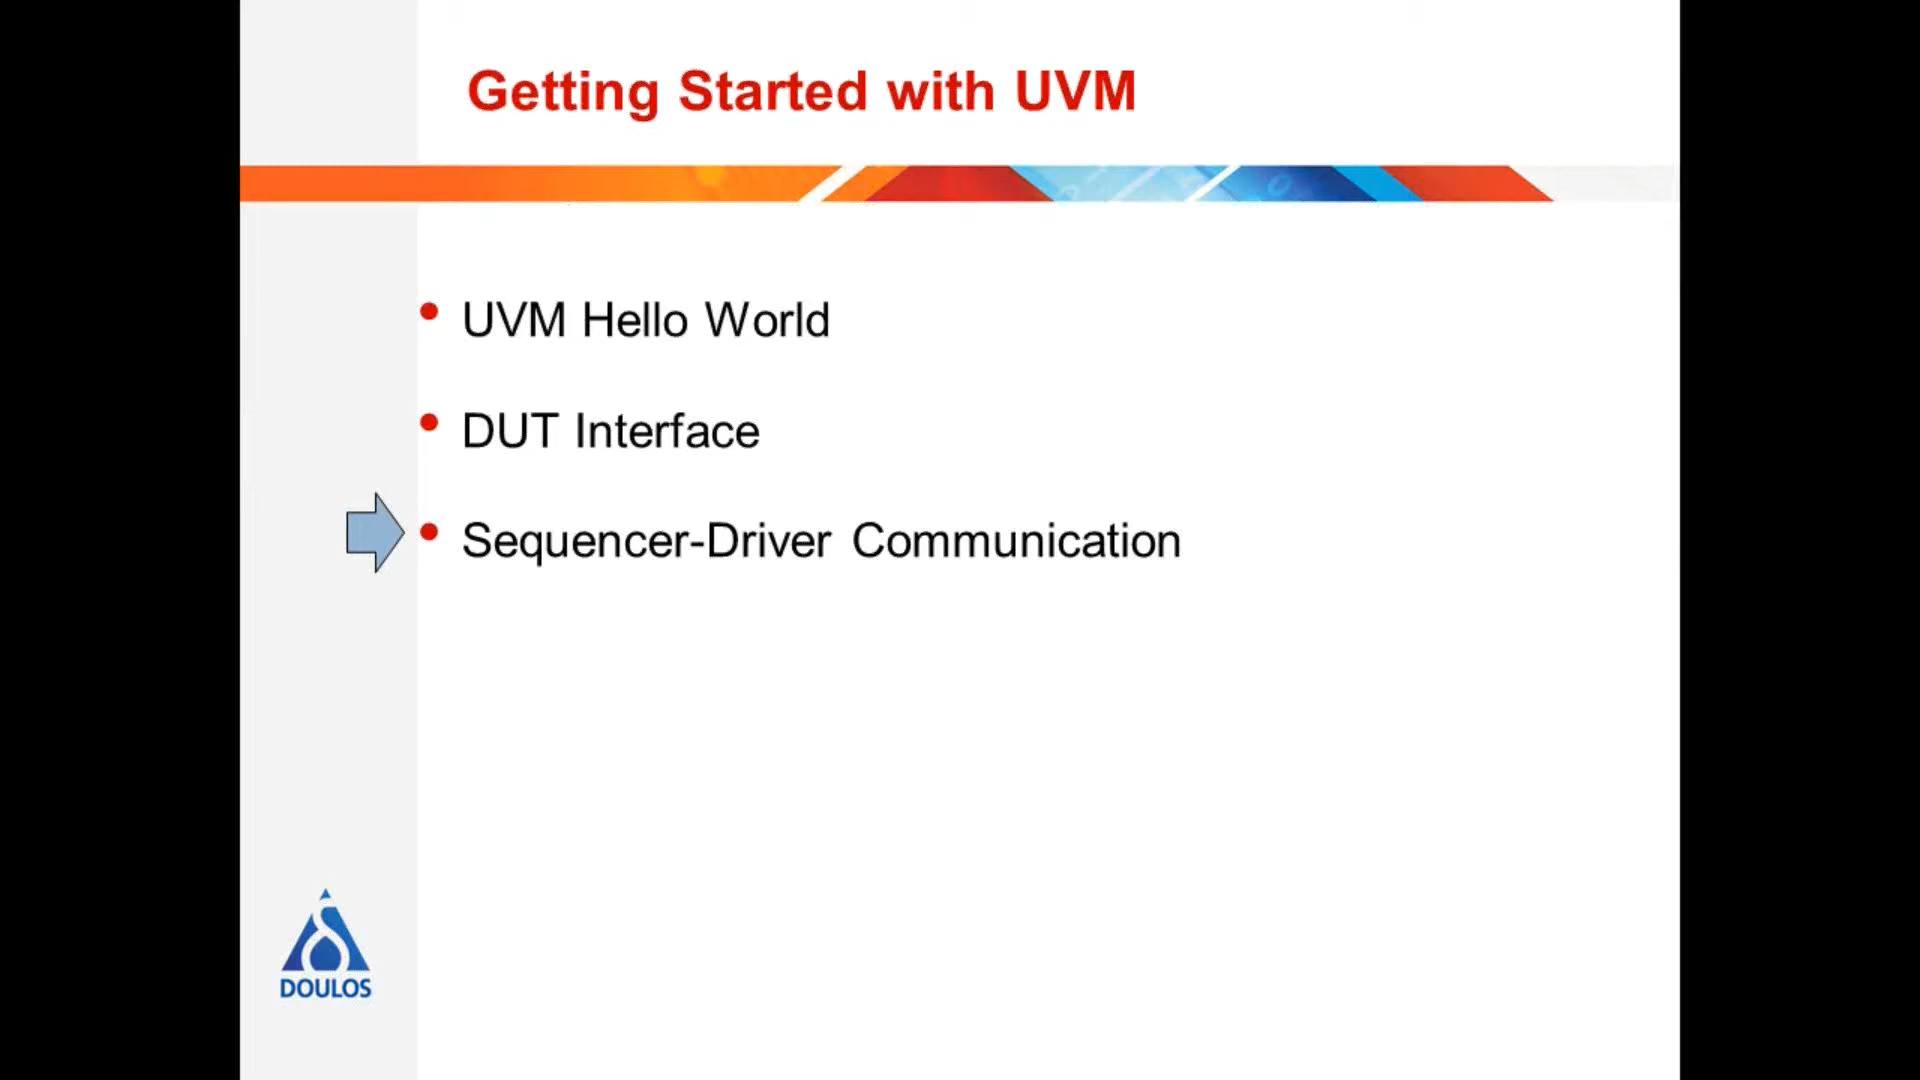 Getting Started with UVM
UVM Hello World
DUT Interface
Sequencer-Driver Communication
DOULOS